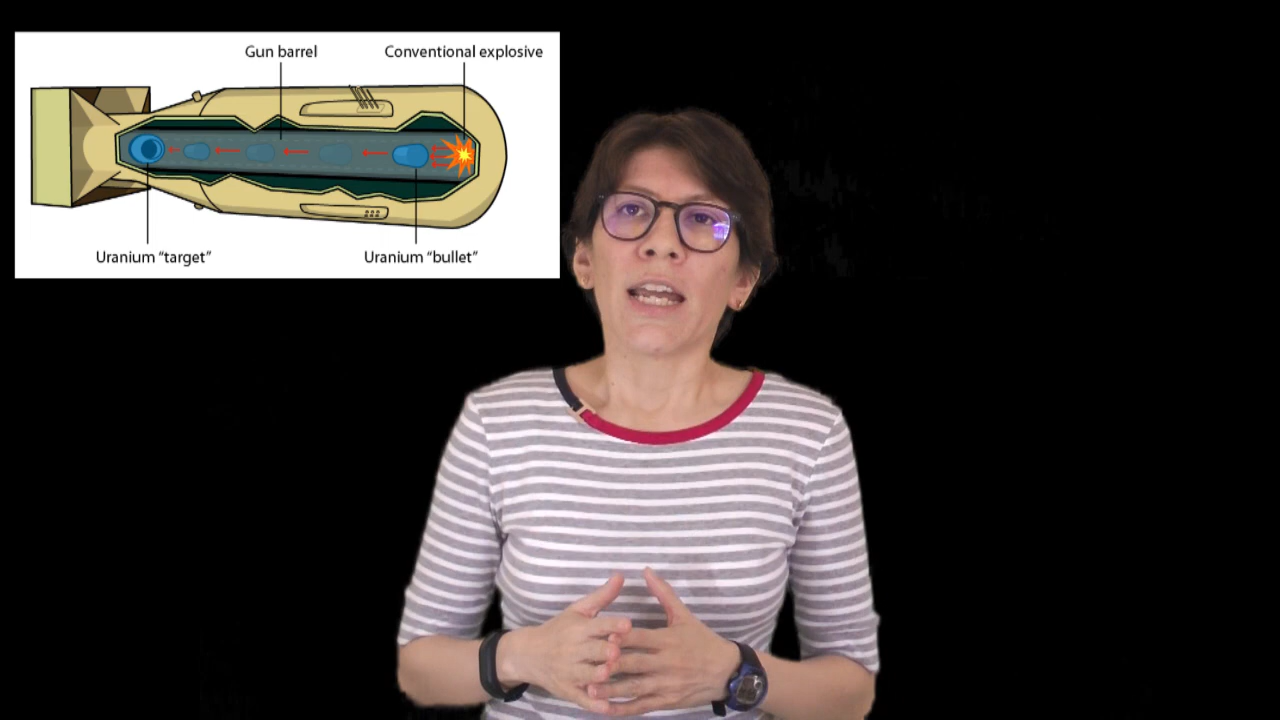 Gun barrel
Conventional explosive
Uranium “target”
Uranium “bullet”